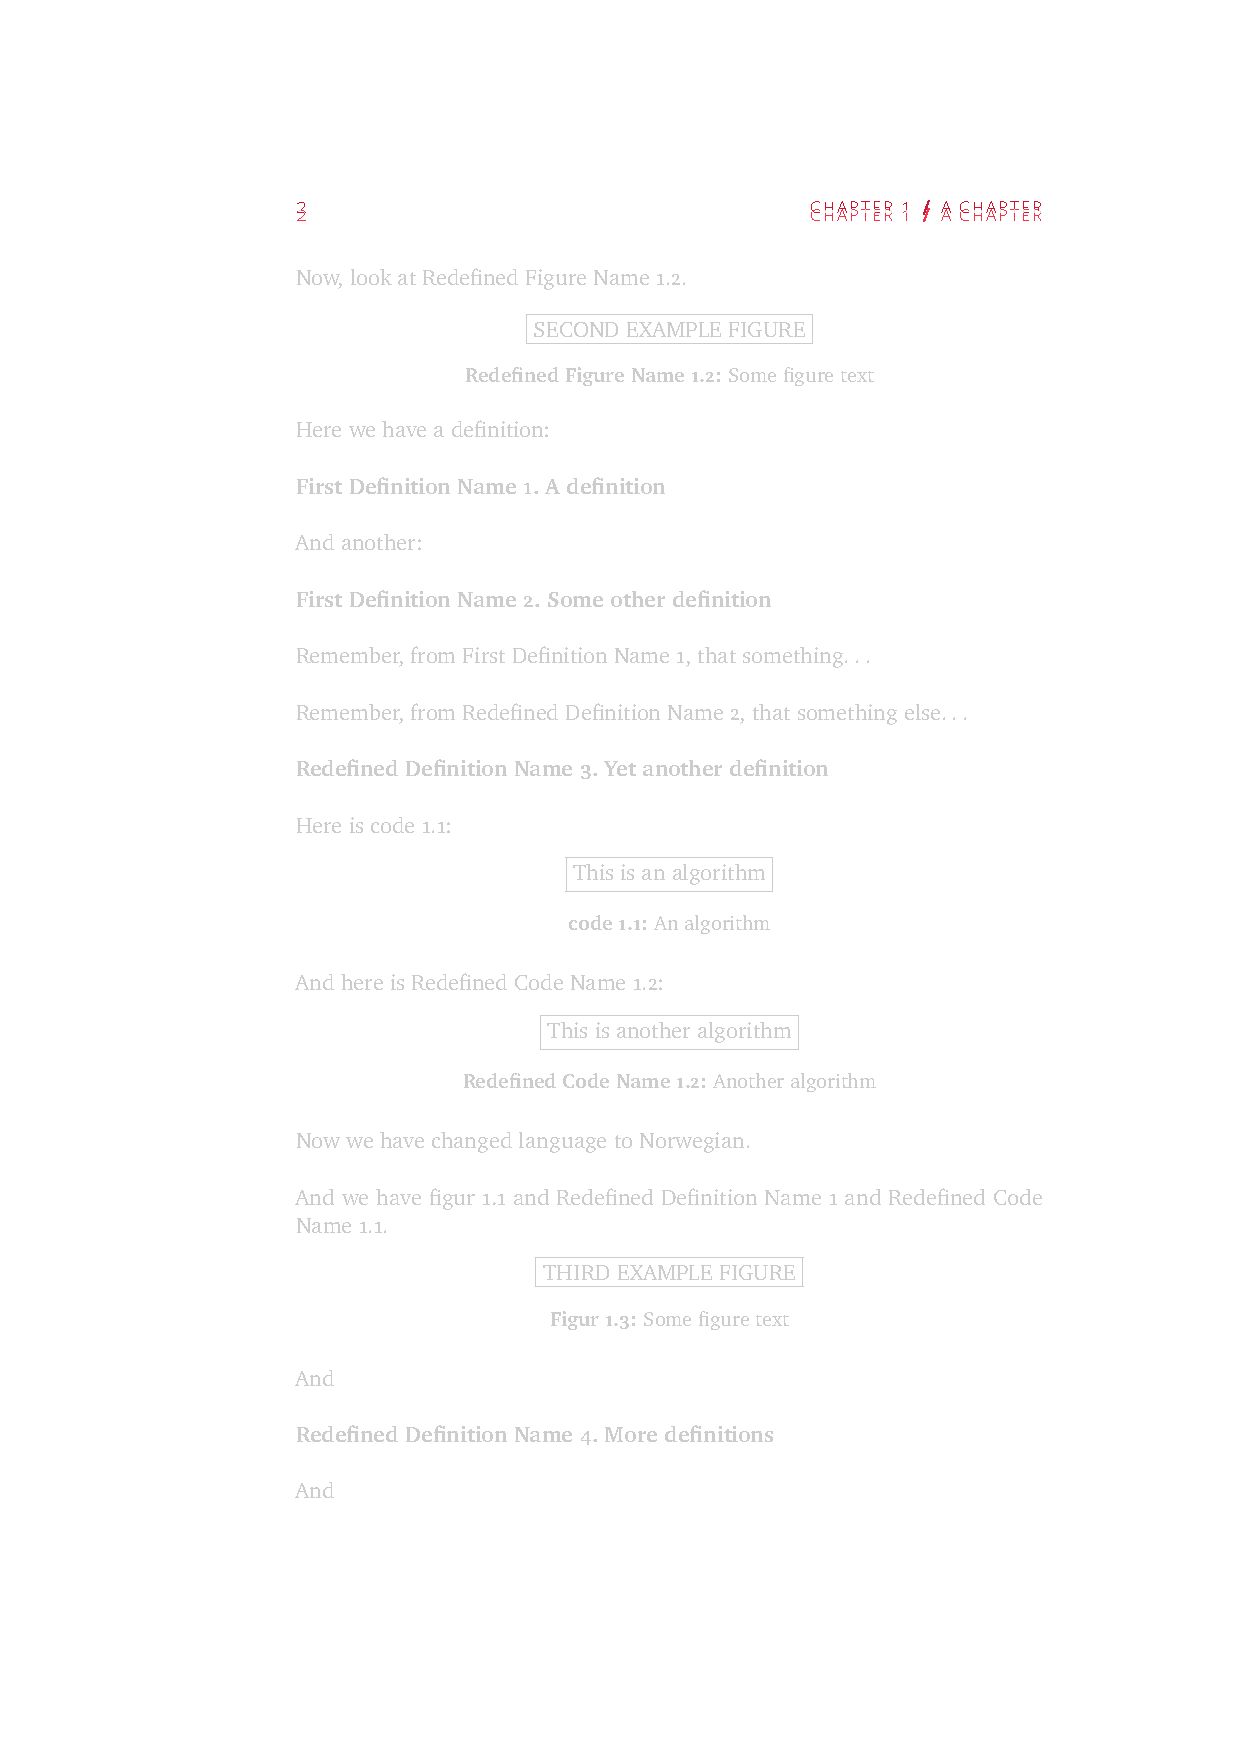 2 CHAPTER 1 / A CHAPTER
2 CHAPTER 1 / A CHAPTER
Now, look at Redefined Figure Name 1.2.
SECOND EXAMPLE FIGURE
Redefined Figure Name 1.2: Some figure text
Here we have a definition:
First Definition Name 1. A definition
And another:
First Definition Name 2. Some other definition
Remember, from First Definition Name 1, that something. . .
Remember, from Redefined Definition Name 2, that something else. . .
Redefined Definition Name 3. Yet another definition
Here is code 1.1:
This is an algorithm
code 1.1: An algorithm
And here is Redefined Code Name 1.2:
This is another algorithm
Redefined Code Name 1.2: Another algorithm
Now we have changed language to Norwegian.
And we have figur 1.1 and Redefined Definition Name 1 and Redefined Code
Name 1.1.
THIRD EXAMPLE FIGURE
Figur 1.3: Some figure text
And
Redefined Definition Name 4. More definitions
And